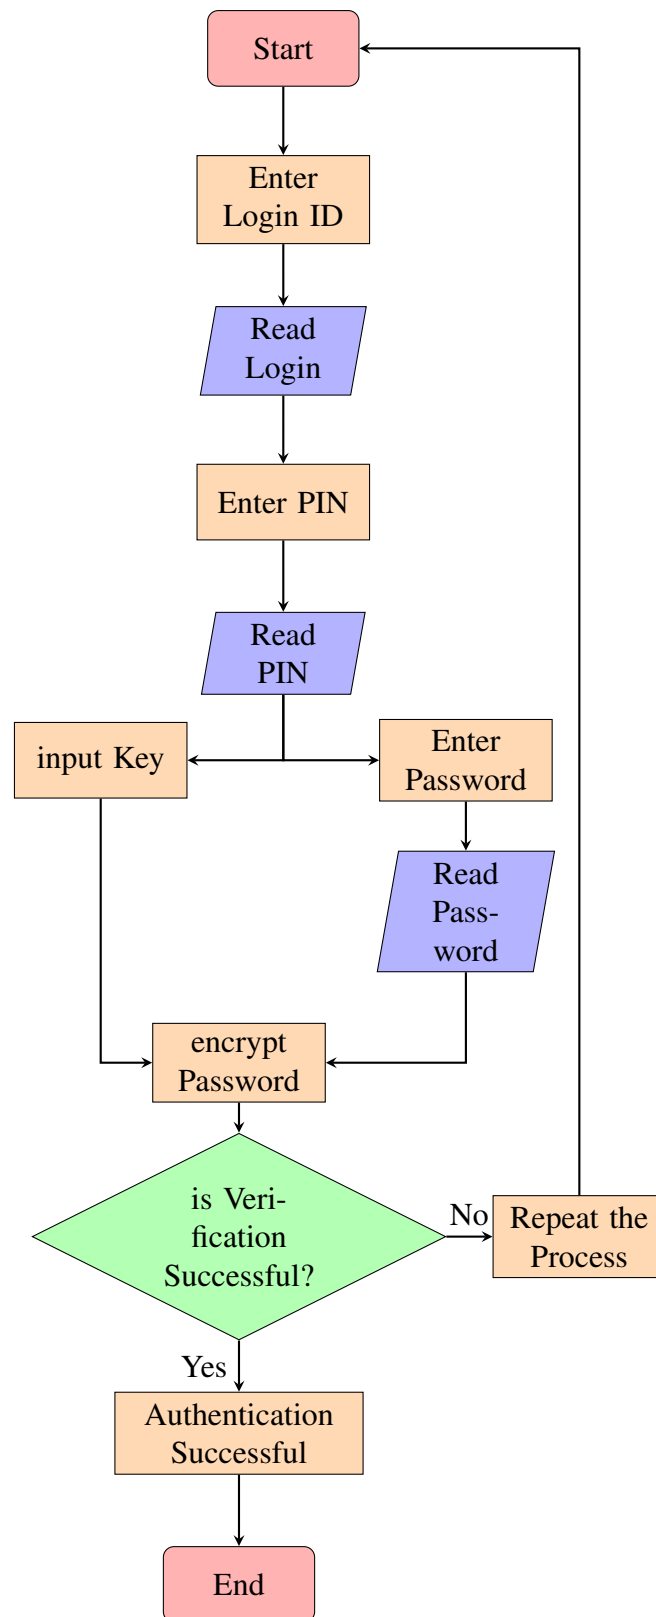 Start
Enter
Login ID
Read
Login
Enter PIN
Read
PIN
input Key
Enter
Password
Read
Pass-
word
encrypt
Password
is Veri-
fication
Successful?
No
Repeat the
Process
Yes
Authentication
Successful
End